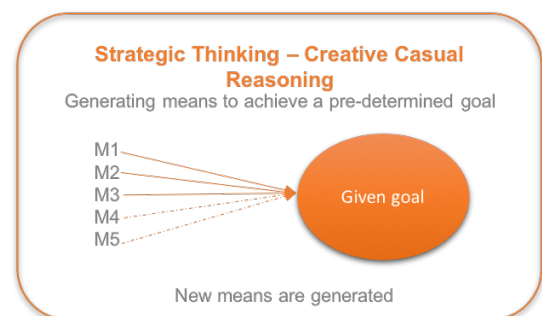 Strategic Thinking – Creative Casual
Reasoning
Generating means to achieve a pre-determined goal
M1
M2
M3
M4
M5
Given goal
New means are generated